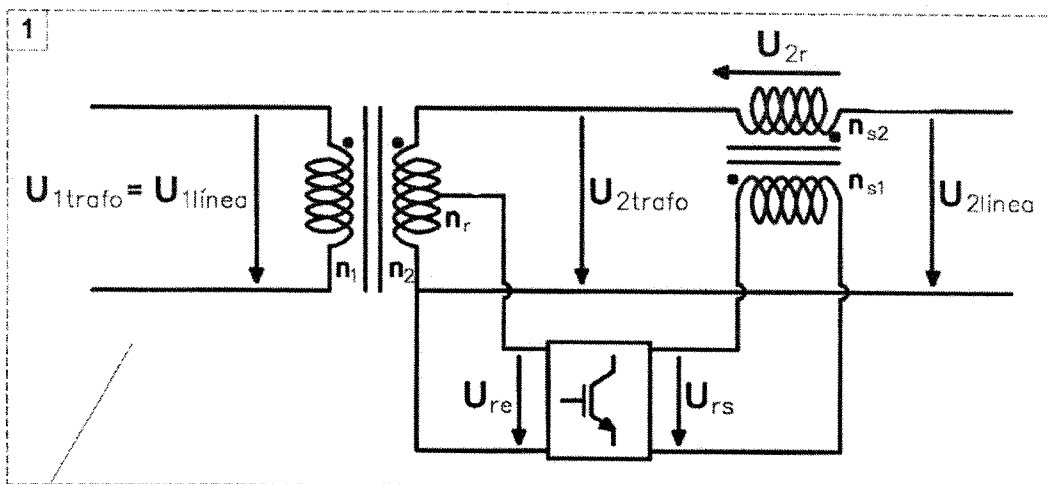 1
U2r
ns2
ns1
U1trafo = U1línea
nr
n1 n2
U2trafo
U2línea
Ure
Urs